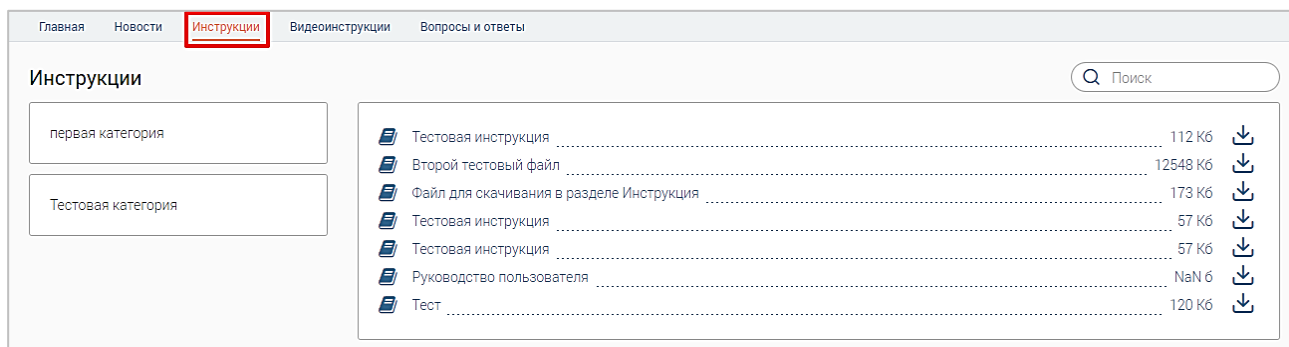 Главная Новости Инструкции Видеоинструкции Вопросы и ответы
Инструкции
Поиск
первая категория
Тестовая категория
Тестовая инструкция 112 Кб
Второй тестовый файл 12548 Кб
Файл для скачивания в разделе Инструкция 173 Кб
Тестовая инструкция 57 Кб
Тестовая инструкция 57 Кб
Руководство пользователя NaN б
Тест 120 Кб